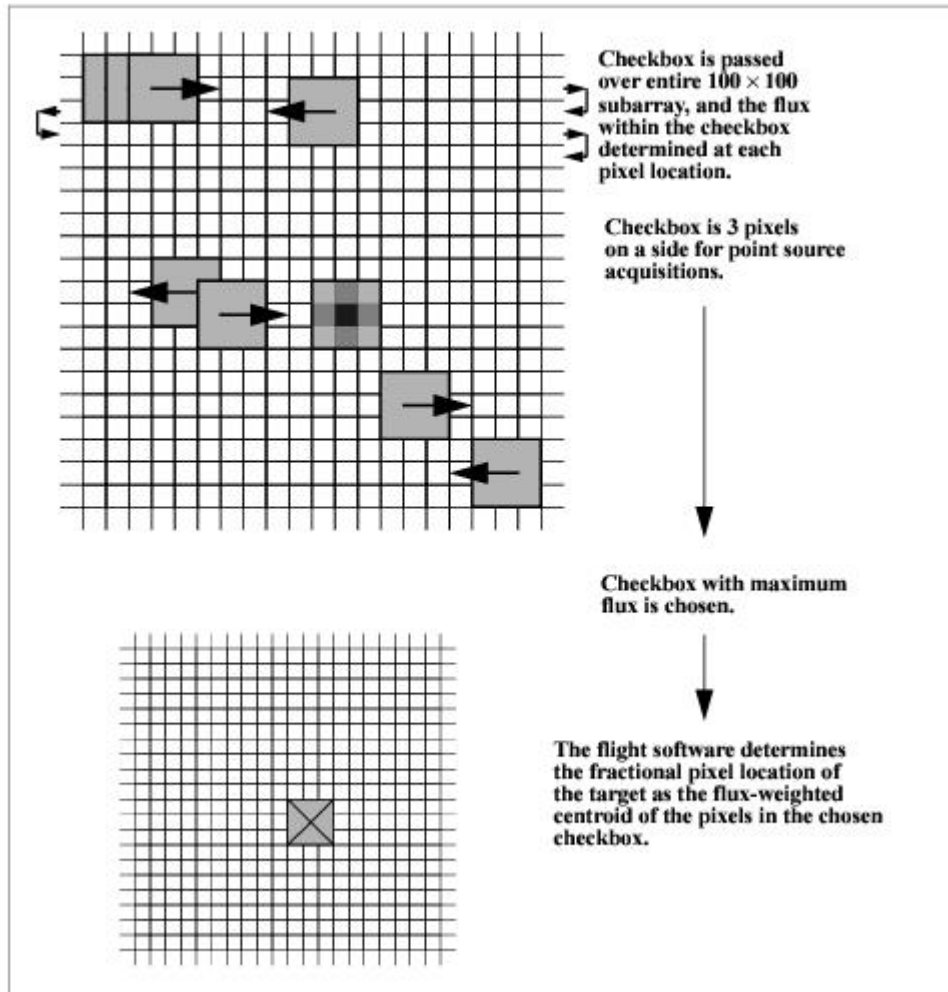 Checkbox is passed
over entire 100 × 100
subarray, and the flux
within the checkbox
determined at each
pixel location.
Checkbox is 3 pixels
on a side for point source
acquisitions.
Checkbox with maximum
flux is chosen.
The flight software determines
the fractional pixel location of
the target as the flux-weighted
centroid of the pixels in the chosen
checkbox.